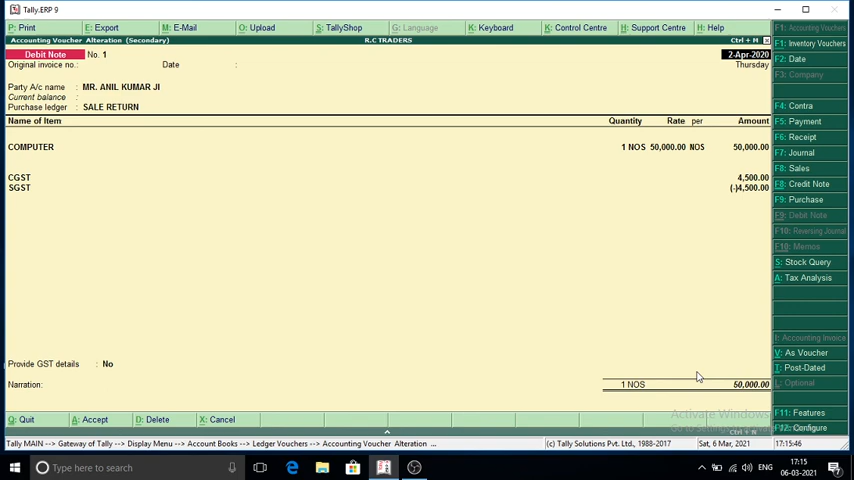 Tally.ERP 9
P: Print E: Export M: E-Mail O: Upload S: TallyShop G: Language K: Keyboard K: Control Centre H: Support Centre H: Help
F1: Accounting Vouchers
Accounting Voucher Alteration (Secondary) R.C TRADERS Ctrl + M
F1: Inventory Vouchers
Debit Note No. 1 2-Apr-2020
F2: Date
Original invoice no.: Date : Thursday
F3: Company
Party A/c name : MR. ANIL KUMAR JI
Current balance :
Purchase ledger : SALE RETURN
F4: Contra
Name of Item Quantity Rate per Amount
F5: Payment
F6: Receipt
COMPUTER 1 NOS 50,000.00 NOS 50,000.00
F7: Journal
F8: Sales
CGST 4,500.00
F8: Credit Note
SGST (-)4,500.00
F9: Purchase
F9: Debit Note
F10: Reversing Journal
F10: Memos
S: Stock Query
A: Tax Analysis
I: Accounting Invoice
V: As Voucher
Provide GST details : No
T: Post-Dated
Narration: 1 NOS 50,000.00
L: Optional
Activate Windows
F11: Features
Q: Quit A: Accept D: Delete X: Cancel
F12: Configure
Ctrl + N
Tally MAIN --> Gateway of Tally --> Display Menu --> Account Books --> Ledger Vouchers --> Accounting Voucher Alteration ... (c) Tally Solutions Pvt. Ltd., 1988-2017 Sat, 6 Mar, 2021 17:15:46
Type here to search ENG 17:15
06-03-2021
7